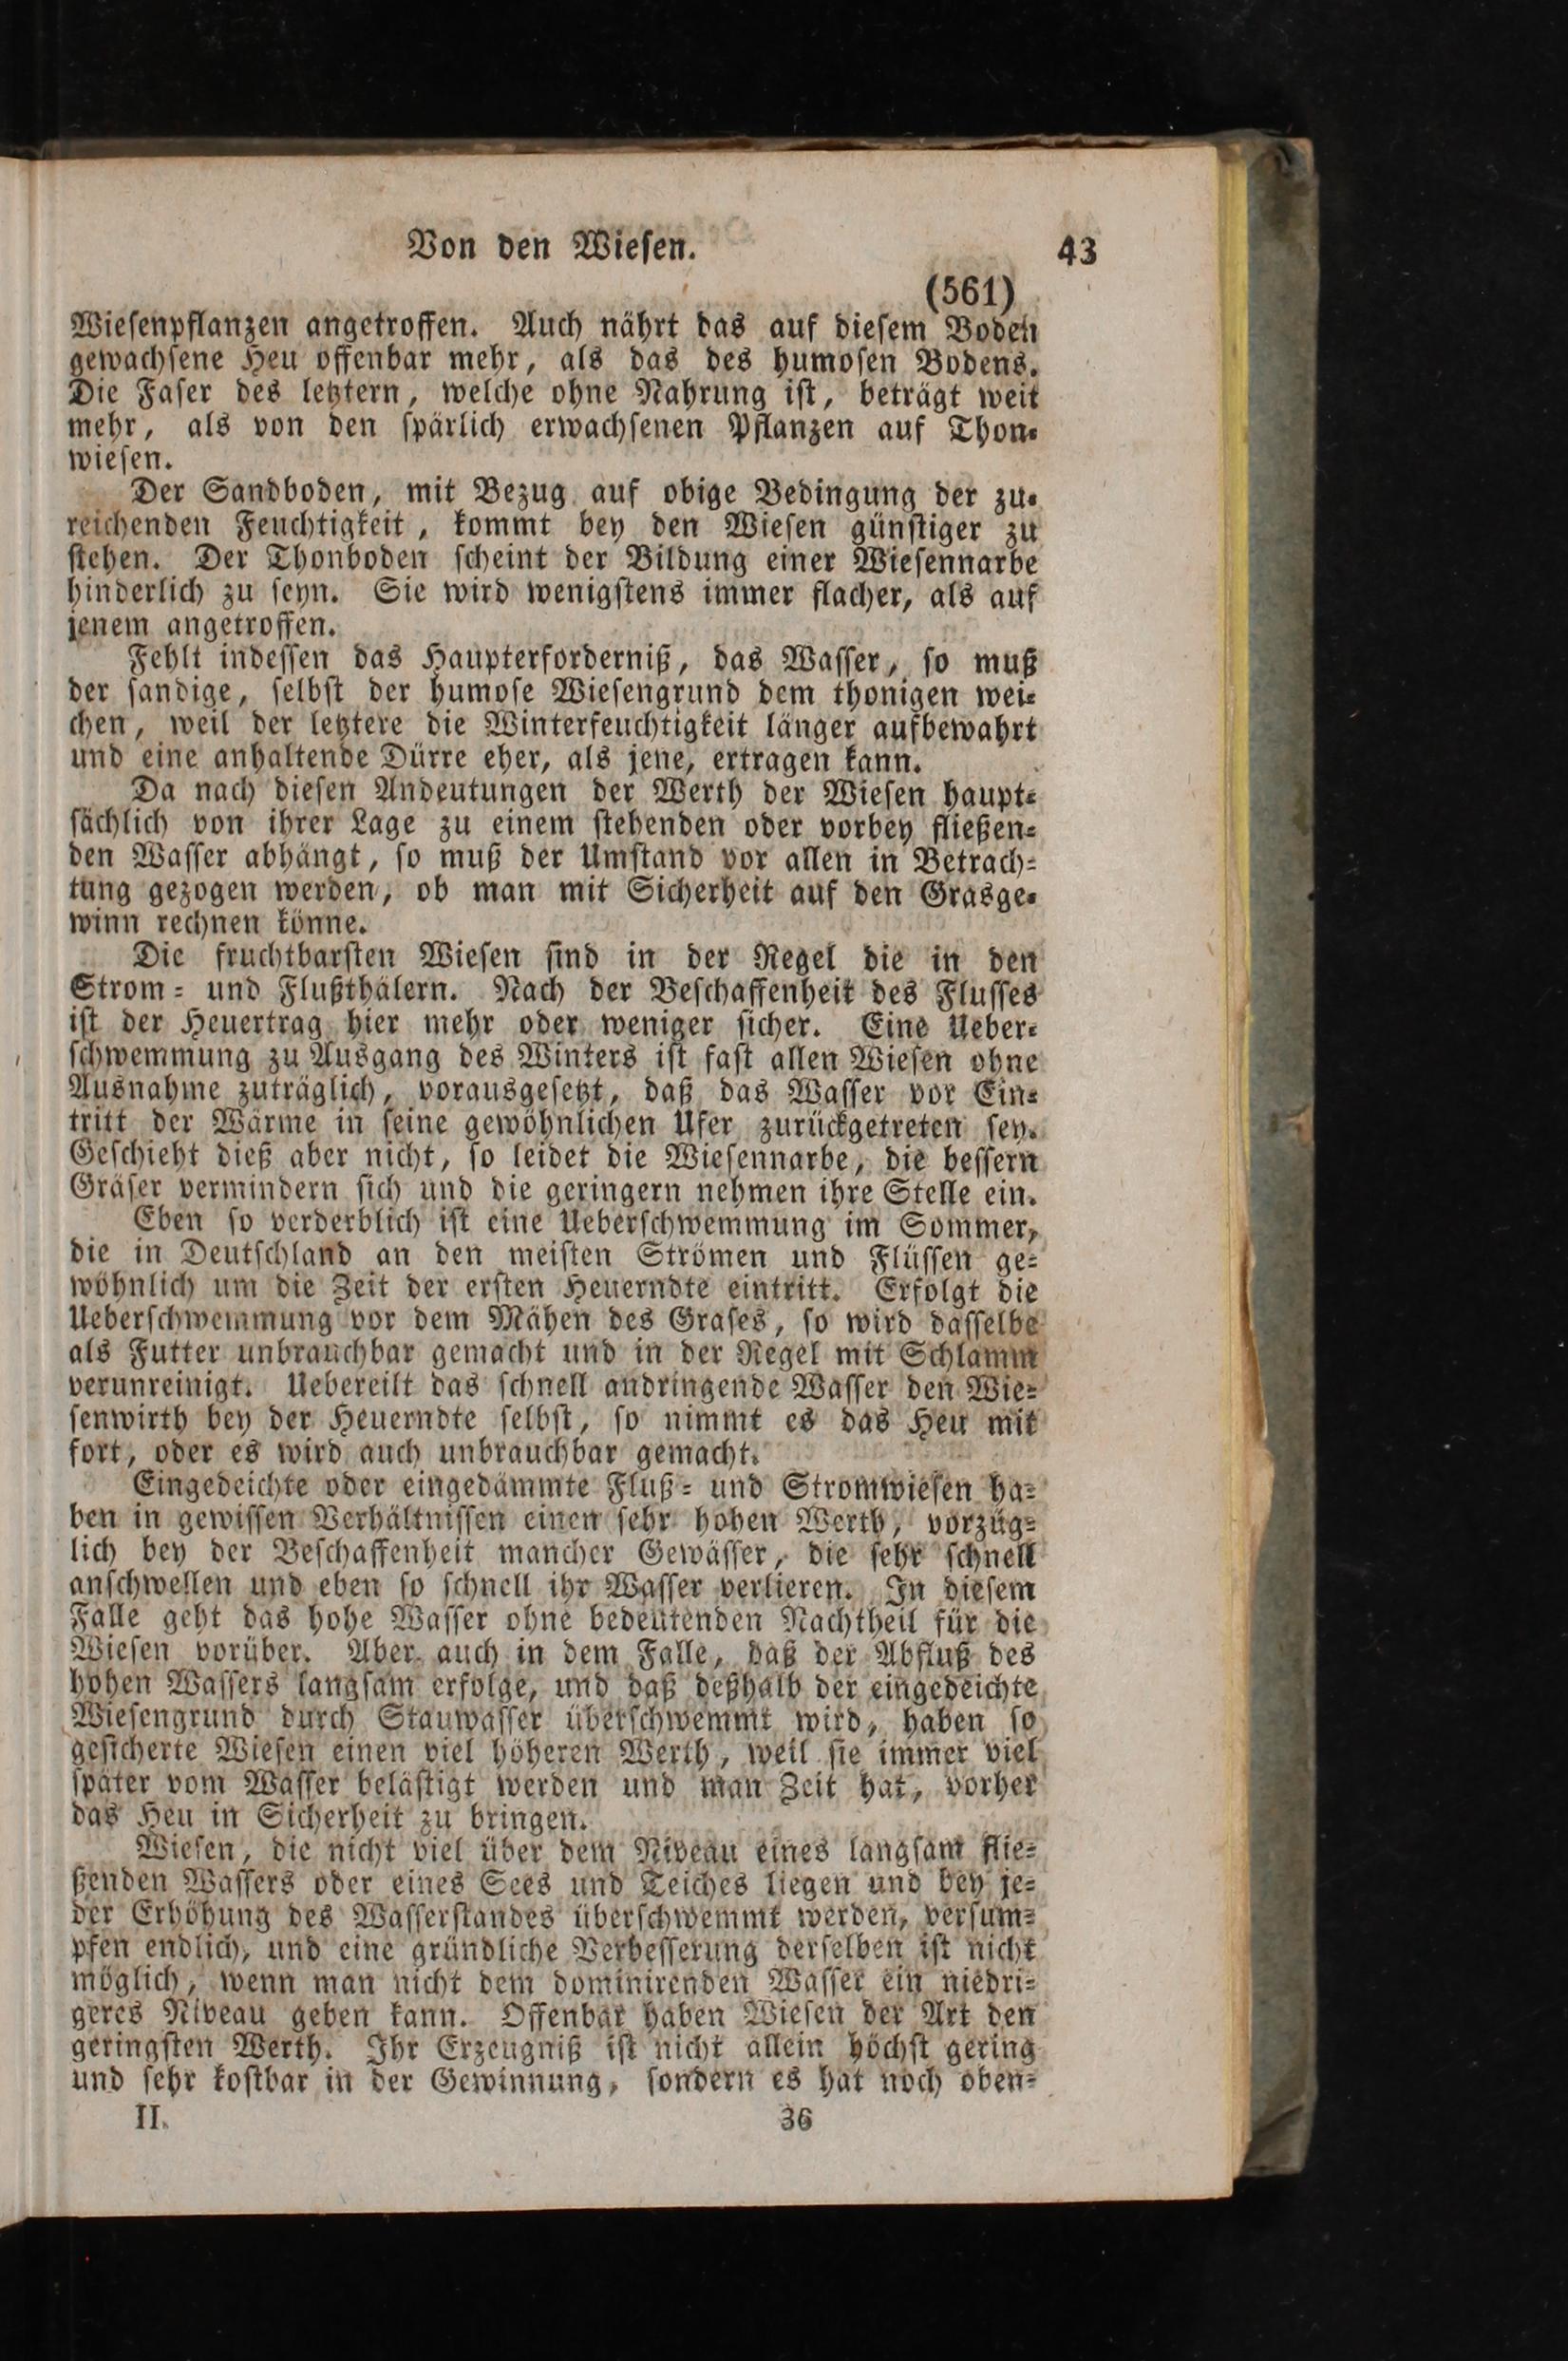 Von den Wieſen. 43
(561)
Wieſenpflanzen angetroffen. Auch nährt das auf dieſem Boden
gewachſene Heu offenbar mehr, als das des humoſen Bodens.
Die Faſer des letztern, welche ohne Nahrung iſt, beträgt weit
mehr, als von den ſpärlich erwachſenen Pflanzen auf Thon⸗
wieſen.
Der Sandboden, mit Bezug auf obige Bedingung der zu⸗
reichenden Feuchtigkeit, kommt bey den Wieſen günſtiger zu
ſtehen. Der Thonboden ſcheint der Bildung einer Wieſennarbe
hinderlich zu ſeyn. Sie wird wenigſtens immer flacher, als auf
jenem angetroffen.
Fehlt indeſſen das Haupterforderniß, das Waſſer, ſo muß
der ſandige, ſelbſt der humoſe Wieſengrund dem thonigen wei⸗
chen, weil der letztere die Winterfeuchtigkeit länger aufbewahrt
und eine anhaltende Dürre eher, als jene, ertragen kann.
Da nach dieſen Andeutungen der Werth der Wieſen haupt⸗
ſächlich von ihrer Lage zu einem ſtehenden oder vorbey fließen⸗
den Waſſer abhängt, ſo muß der Umſtand vor allen in Betrach⸗
tung gezogen werden, ob man mit Sicherheit auf den Grasge⸗
winn rechnen könne.
Die fruchtbarſten Wieſen ſind in der Regel die in den
Strom⸗ und Flußthälern. Nach der Beſchaffenheit des Fluſſes
iſt der Heuertrag hier mehr oder weniger ſicher. Eine Ueber⸗
ſchwemmung zu Ausgang des Winters iſt faſt allen Wieſen ohne
Ausnahme zuträglich, vorausgeſetzt, daß das Waſſer vor Ein⸗
tritt der Wärme in ſeine gewöhnlichen Ufer zurückgetreten ſey.
Geſchieht dieß aber nicht, ſo leidet die Wieſennarbe, die beſſern
Gräſer vermindern ſich und die geringern nehmen ihre Stelle ein.
Eben ſo verderblich iſt eine Ueberſchwemmung im Sommer,
die in Deutſchland an den meiſten Strömen und Flüſſen ge⸗
wöhnlich um die Zeit der erſten Heuerndte eintritt. Erfolgt die
Ueberſchwemmung vor dem Mähen des Graſes, ſo wird daſſelbe
als Futter unbrauchbar gemacht und in der Regel mit Schlamm
verunreinigt. Uebereilt das ſchnell andringende Waſſer den Wie⸗
ſenwirth bey der Heuerndte ſelbſt, ſo nimmt es das Heu mit
fort, oder es wird auch unbrauchbar gemacht.
Eingedeichte oder eingedämmte Fluß⸗ und Stromwieſen ha⸗
ben in gewiſſen Verhältniſſen einen ſehr hohen Werth, vorzüg⸗
lich bey der Beſchaffenheit mancher Gewäſſer, die ſehr ſchnell
anſchwellen und eben ſo ſchnell ihr Waſſer verlieren. In dieſem
Falle geht das hohe Waſſer ohne bedeutenden Nachtheil für die
Wieſen vorüber. Aber auch in dem Falle, daß der Abfluß des
hohen Waſſers langſam erfolge, und daß deßhalb der eingedeichte
Wieſengrund durch Stauwaſſer überſchwemmt wird, haben ſo
geſicherte Wieſen einen viel höheren Werth, weil ſie immer viel
ſpäter vom Waſſer beläſtigt werden und man Zeit hat, vorher
das Heu in Sicherheit zu bringen.
Wieſen, die nicht viel über dem Niveau eines langſam flie⸗
ßenden Waſſers oder eines Sees und Teiches liegen und bey je⸗
der Erhöhung des Waſſerſtandes überſchwemmt werden, verſum⸗
pfen endlich, und eine gründliche Verbeſſerung derſelben iſt nicht
möglich, wenn man nicht dem dominirenden Waſſer ein niedri⸗
geres Niveau geben kann. Offenbar haben Wieſen der Art den
geringſten Werth. Ihr Erzeugniß iſt nicht allein höchſt gering
und ſehr koſtbar in der Gewinnung, ſondern es hat noch oben⸗
II. 36